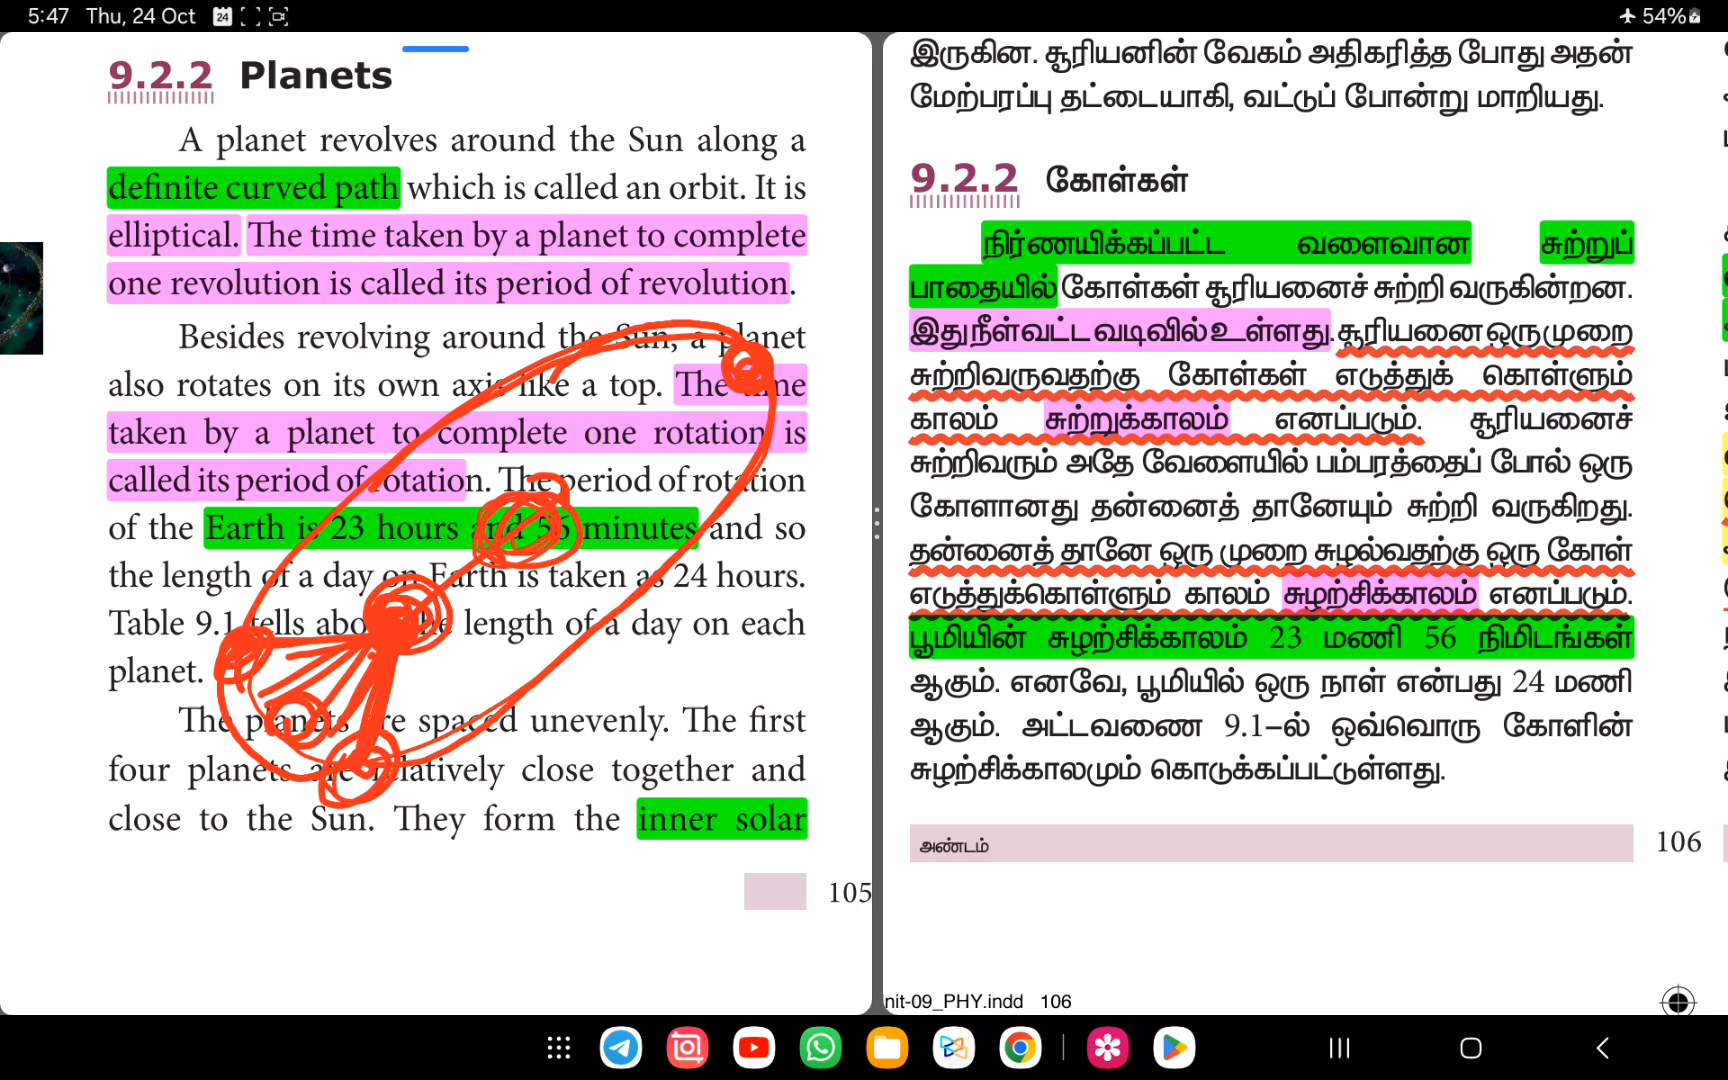 5:47 Thu, 24 Oct 24
54%
9.2.2 Planets
A planet revolves around the Sun along a
definite curved path which is called an orbit. It is
elliptical. The time taken by a planet to complete
one revolution is called its period of revolution.
Besides revolving around the Sun, a planet
also rotates on its own axis like a top. The time
taken by a planet to complete one rotation is
called its period of rotation. The period of rotation
of the Earth is 23 hours and 56 minutes and so
the length of a day on Earth is taken as 24 hours.
Table 9.1 tells about the length of a day on each
planet.
The planets are spaced unevenly. The first
four planets are relatively close together and
close to the Sun. They form the inner solar
105
இருகின. சூரியனின் வேகம் அதிகரித்த போது அதன்
மேற்பரப்பு தட்டையாகி, வட்டுப் போன்று மாறியது.
9.2.2 கோள்கள்
நிர்ணயிக்கப்பட்ட வளைவான சுற்றுப்
பாதையில் கோள்கள் சூரியனைச் சுற்றி வருகின்றன.
இது நீள்வட்ட வடிவில் உள்ளது. சூரியனை ஒரு முறை
சுற்றிவருவதற்கு கோள்கள் எடுத்துக் கொள்ளும்
காலம் சுற்றுக்காலம் எனப்படும். சூரியனைச்
சுற்றிவரும் அதே வேளையில் பம்பரத்தைப் போல் ஒரு
கோளானது தன்னைத் தானேயும் சுற்றி வருகிறது.
தன்னைத் தானே ஒரு முறை சுழல்வதற்கு ஒரு கோள்
எடுத்துக்கொள்ளும் காலம் சுழற்சிக்காலம் எனப்படும்.
பூமியின் சுழற்சிக்காலம் 23 மணி 56 நிமிடங்கள்
ஆகும். எனவே, பூமியில் ஒரு நாள் என்பது 24 மணி
ஆகும். அட்டவணை 9.1-ல் ஒவ்வொரு கோளின்
சுழற்சிக்காலமும் கொடுக்கப்பட்டுள்ளது.
அண்டம் 106
nit-09_PHY.indd 106